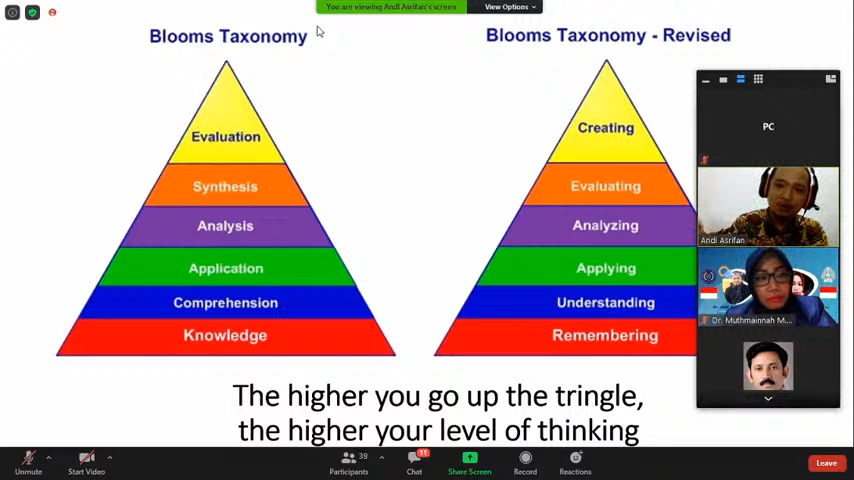 You are viewing Andi Asrifan's screen
View Options
Blooms Taxonomy
Blooms Taxonomy - Revised
Evaluation
Synthesis
Analysis
Application
Comprehension
Knowledge
Creating
Evaluating
Analyzing
Applying
Understanding
Remembering
The higher you go up the tringle,
the higher your level of thinking
PC
Andi Asrifan
Dr. Muthmainnah M....
Unmute
Start Video
39
Participants
11
Chat
Share Screen
Record
Reactions
Leave